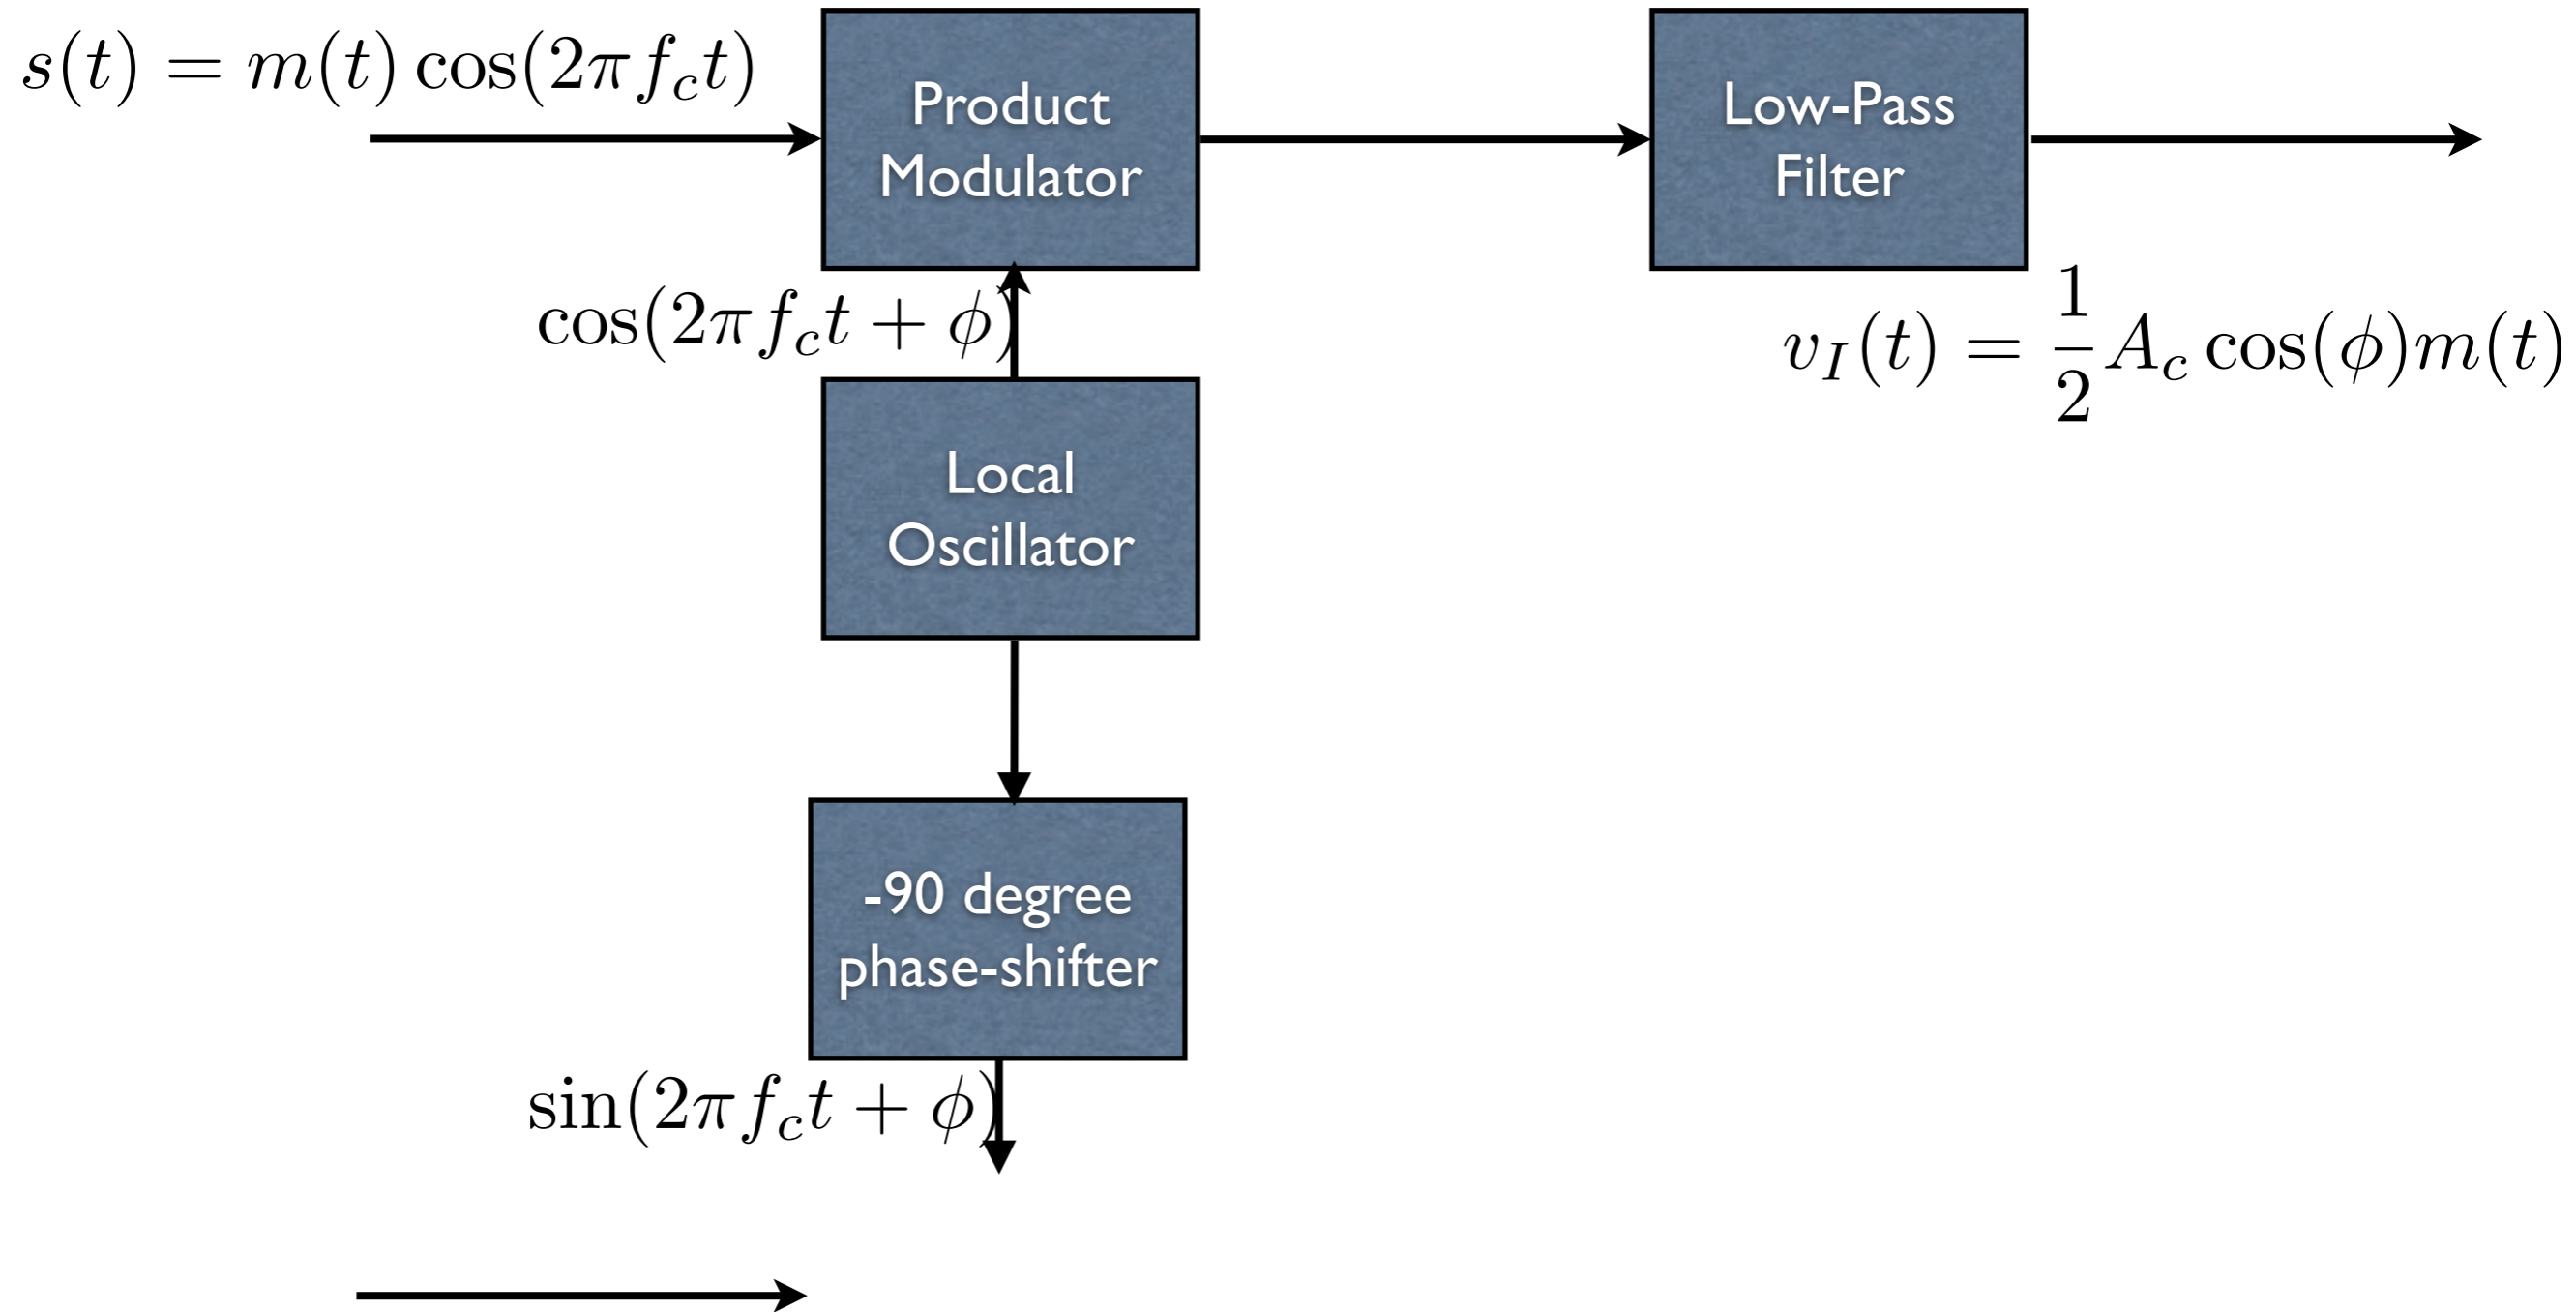 s(t) = m(t) cos(2πf_c t)
Product
Modulator
Low-Pass
Filter
cos(2πf_c t + ϕ)
v_I(t) = \frac{1}{2} A_c cos(ϕ)m(t)
Local
Oscillator
-90 degree
phase-shifter
sin(2πf_c t + ϕ)